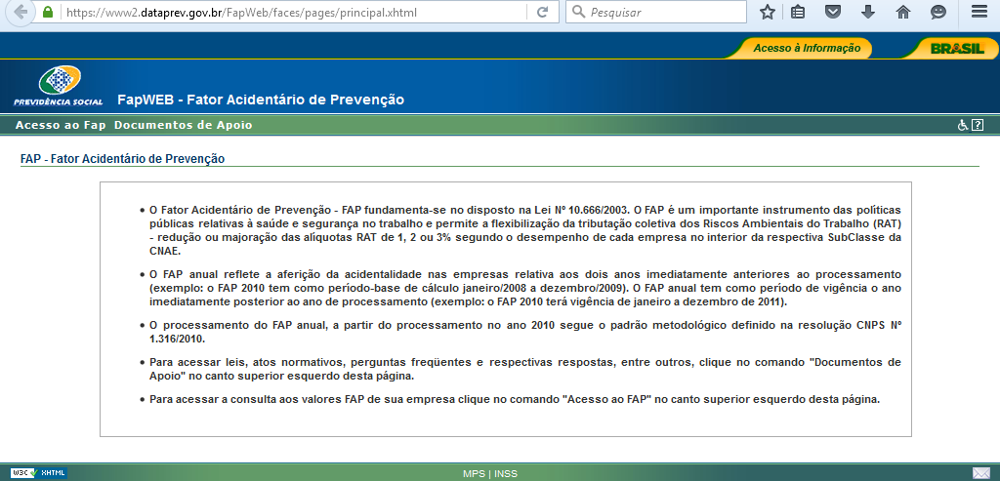 https://www2.dataprev.gov.br/FapWeb/faces/pages/principal.xhtml
Pesquisar
Acesso à Informação
BRASIL
PREVIDÊNCIA SOCIAL
FapWEB - Fator Acidentário de Prevenção
Acesso ao Fap Documentos de Apoio
?
FAP - Fator Acidentário de Prevenção
• O Fator Acidentário de Prevenção - FAP fundamenta-se no disposto na Lei Nº 10.666/2003. O FAP é um importante instrumento das políticas
públicas relativas à saúde e segurança no trabalho e permite a flexibilização da tributação coletiva dos Riscos Ambientais do Trabalho (RAT)
- redução ou majoração das alíquotas RAT de 1, 2 ou 3% segundo o desempenho de cada empresa no interior da respectiva SubClasse da
CNAE.
• O FAP anual reflete a aferição da acidentalidade nas empresas relativa aos dois anos imediatamente anteriores ao processamento
(exemplo: o FAP 2010 tem como período-base de cálculo janeiro/2008 a dezembro/2009). O FAP anual tem como período de vigência o ano
imediatamente posterior ao ano de processamento (exemplo: o FAP 2010 terá vigência de janeiro a dezembro de 2011).
• O processamento do FAP anual, a partir do processamento no ano 2010 segue o padrão metodológico definido na resolução CNPS Nº
1.316/2010.
• Para acessar leis, atos normativos, perguntas freqüentes e respectivas respostas, entre outros, clique no comando "Documentos de
Apoio" no canto superior esquerdo desta página.
• Para acessar a consulta aos valores FAP de sua empresa clique no comando "Acesso ao FAP" no canto superior esquerdo desta página.
W3C XHTML
MPS | INSS